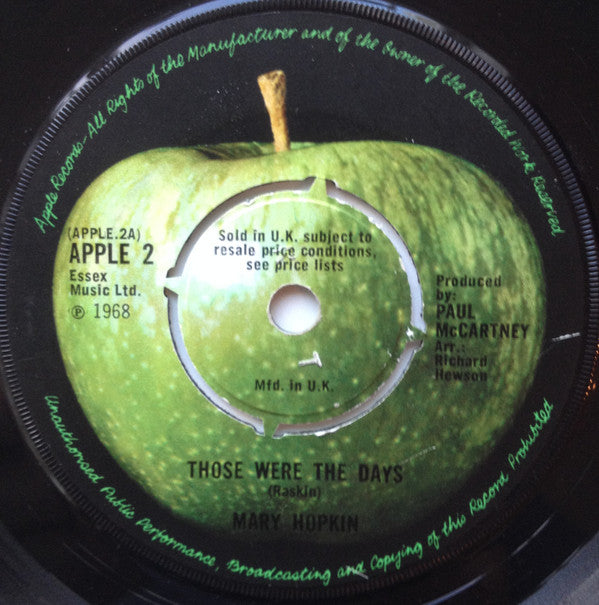 Apple Records-All Rights of the Manufacturer and of the Owner of the Recorded Work Reserved
(APPLE.2A)
APPLE 2
Essex
Music Ltd.
℗ 1968
Sold in U.K. subject to
resale price conditions,
see price lists
Produced
by:
PAUL
McCARTNEY
Arr.:
Richard
Hewson
Mfd. in U.K.
THOSE WERE THE DAYS
(Raskin)
MARY HOPKIN
Unauthorised Public Performance, Broadcasting and Copying of this Record Prohibited